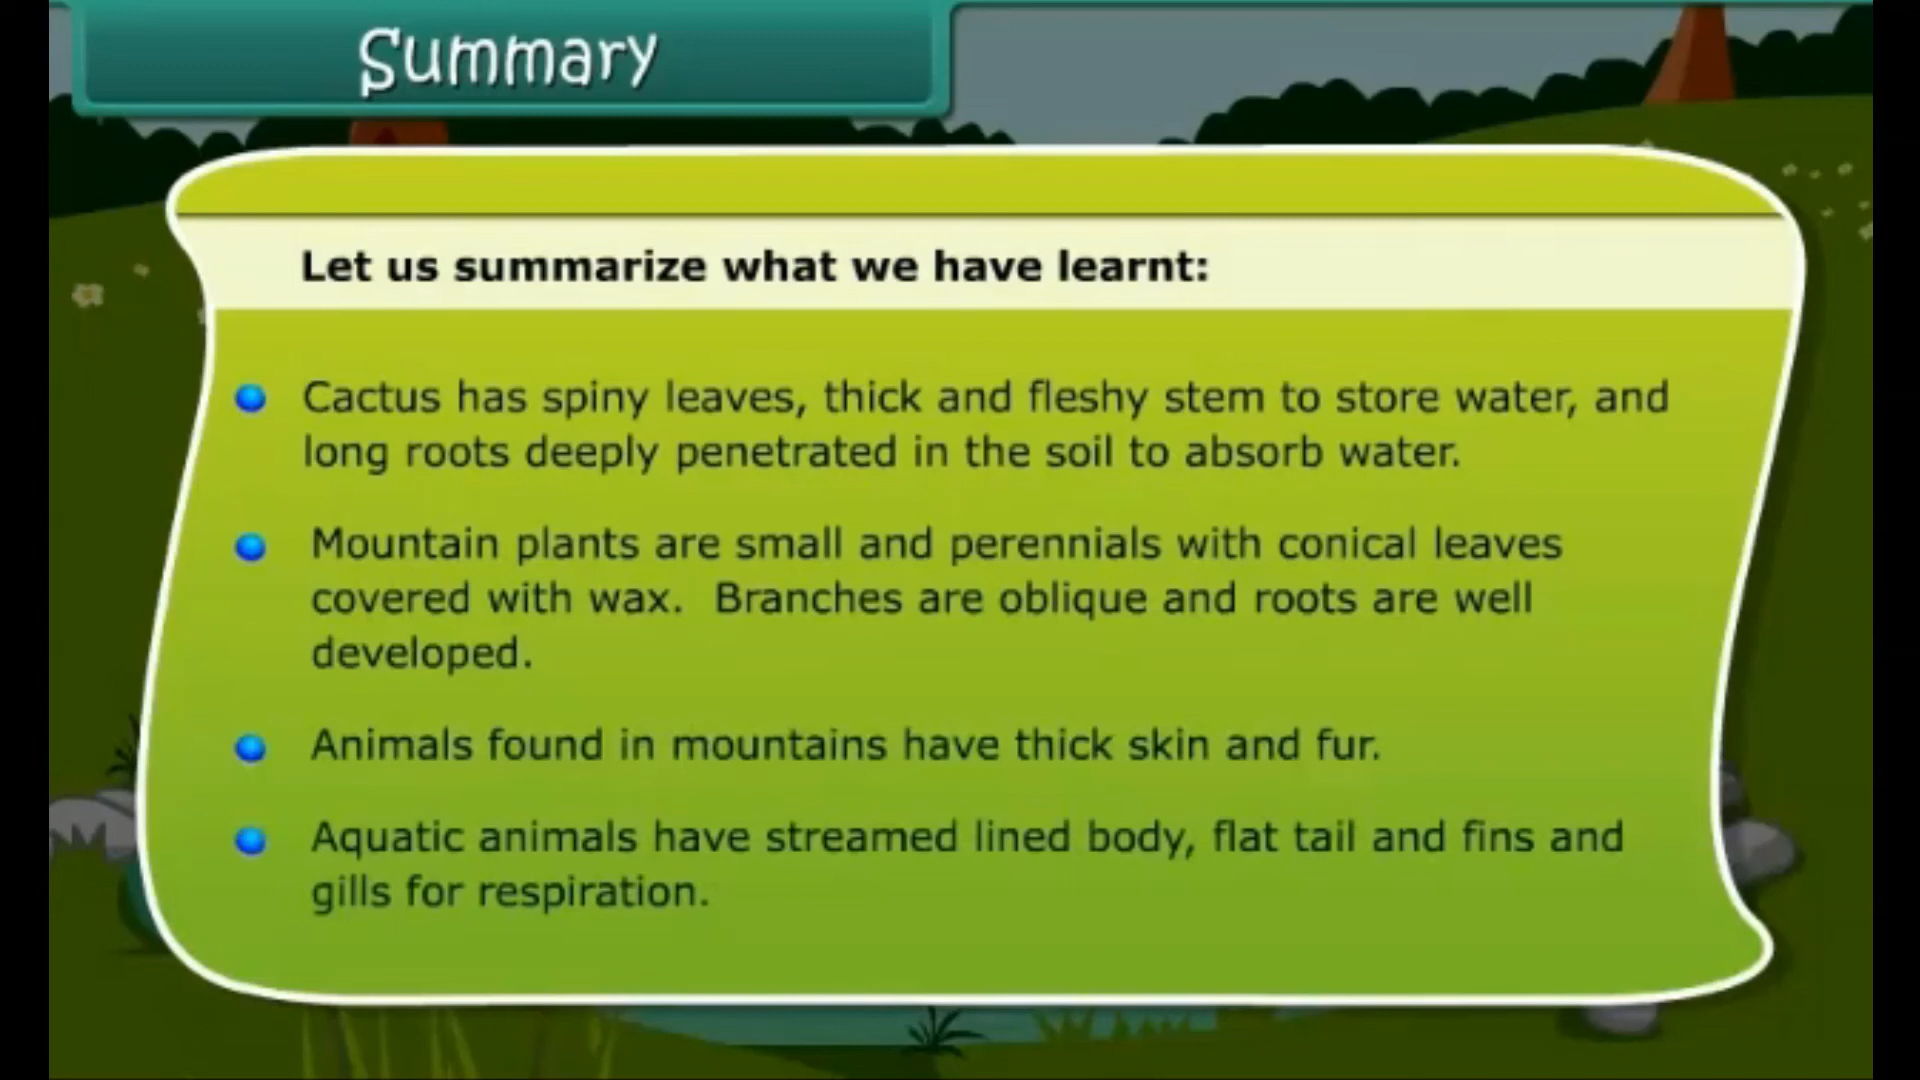 Summary
Let us summarize what we have learnt:
Cactus has spiny leaves, thick and fleshy stem to store water, and
long roots deeply penetrated in the soil to absorb water.
Mountain plants are small and perennials with conical leaves
covered with wax. Branches are oblique and roots are well
developed.
Animals found in mountains have thick skin and fur.
Aquatic animals have streamed lined body, flat tail and fins and
gills for respiration.